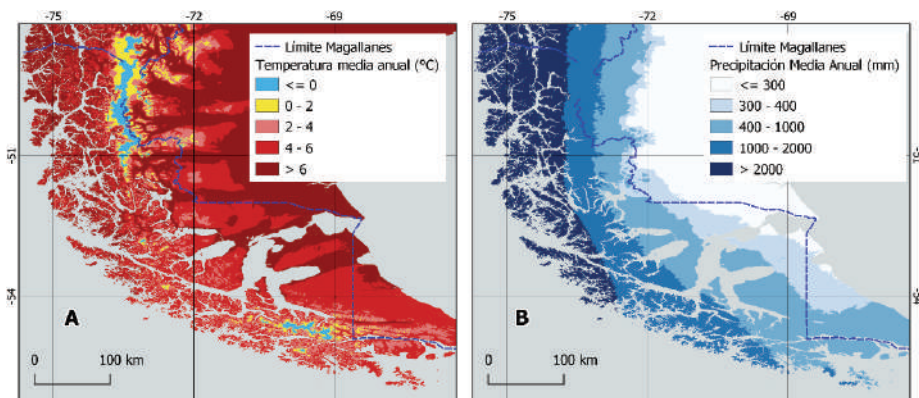 -75
-72
-69
Límite Magallanes
Temperatura media anual (°C)
<= 0
0 - 2
2 - 4
4 - 6
> 6
-51
-54
A
0
100 km
-75
-72
-69
Límite Magallanes
Precipitación Media Anual (mm)
<= 300
300 - 400
400 - 1000
1000 - 2000
> 2000
-51
-54
B
0
100 km